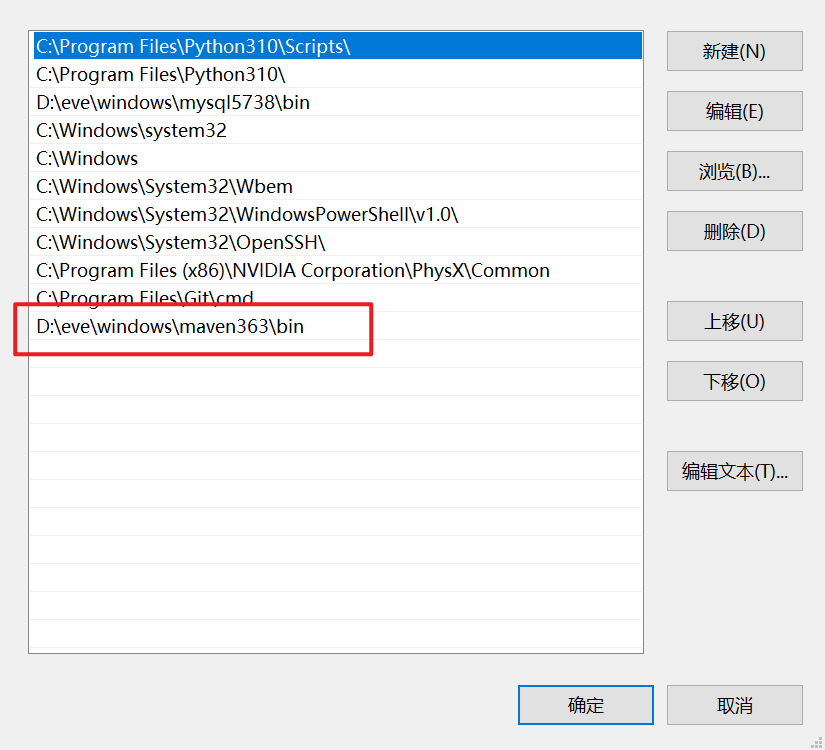 C:\Program Files\Python310\Scripts\
C:\Program Files\Python310\
D:\eve\windows\mysql5738\bin
C:\Windows\system32
C:\Windows
C:\Windows\System32\Wbem
C:\Windows\System32\WindowsPowerShell\v1.0\
C:\Windows\System32\OpenSSH\
C:\Program Files (x86)\NVIDIA Corporation\PhysX\Common
C:\Program Files\Git\cmd
D:\eve\windows\maven363\bin
新建(N)
编辑(E)
浏览(B)...
删除(D)
上移(U)
下移(O)
编辑文本(T)...
确定
取消